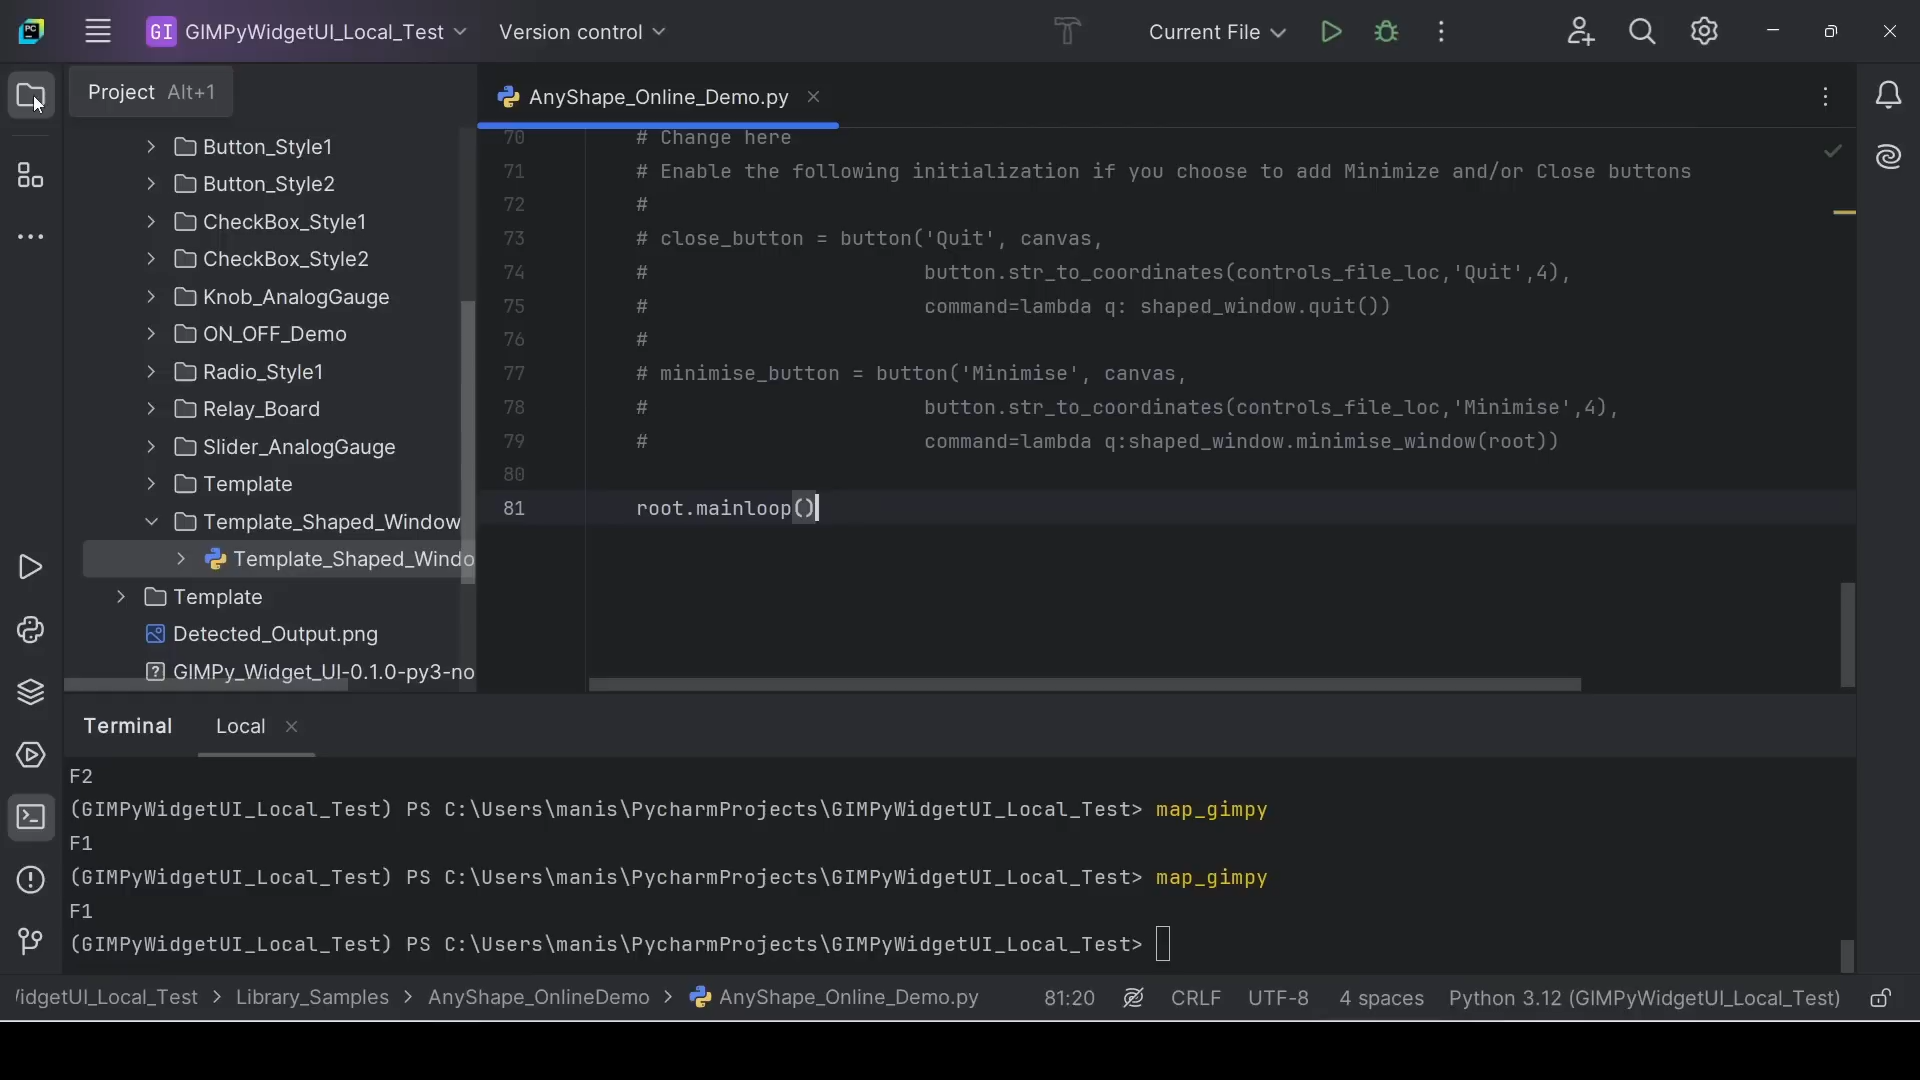 PC GI GIMPyWidgetUI_Local_Test Version control Current File
Project Alt+1
AnyShape_Online_Demo.py
Button_Style1
Button_Style2
CheckBox_Style1
CheckBox_Style2
Knob_AnalogGauge
ON_OFF_Demo
Radio_Style1
Relay_Board
Slider_AnalogGauge
Template
Template_Shaped_Window
Template_Shaped_Windo
Template
Detected_Output.png
GIMPy_Widget_UI-0.1.0-py3-no
70 # Change here
71 # Enable the following initialization if you choose to add Minimize and/or Close buttons
72 #
73 # close_button = button('Quit', canvas,
74 # button.str_to_coordinates(controls_file_loc,'Quit',4),
75 # command=lambda q: shaped_window.quit())
76 #
77 # minimise_button = button('Minimise', canvas,
78 # button.str_to_coordinates(controls_file_loc,'Minimise',4),
79 # command=lambda q:shaped_window.minimise_window(root))
80
81 root.mainloop()
Terminal Local
F2
(GIMPyWidgetUI_Local_Test) PS C:\Users\manis\PycharmProjects\GIMPyWidgetUI_Local_Test> map_gimpy
F1
(GIMPyWidgetUI_Local_Test) PS C:\Users\manis\PycharmProjects\GIMPyWidgetUI_Local_Test> map_gimpy
F1
(GIMPyWidgetUI_Local_Test) PS C:\Users\manis\PycharmProjects\GIMPyWidgetUI_Local_Test>
idgetUI_Local_Test > Library_Samples > AnyShape_OnlineDemo > AnyShape_Online_Demo.py 81:20 CRLF UTF-8 4 spaces Python 3.12 (GIMPyWidgetUI_Local_Test)